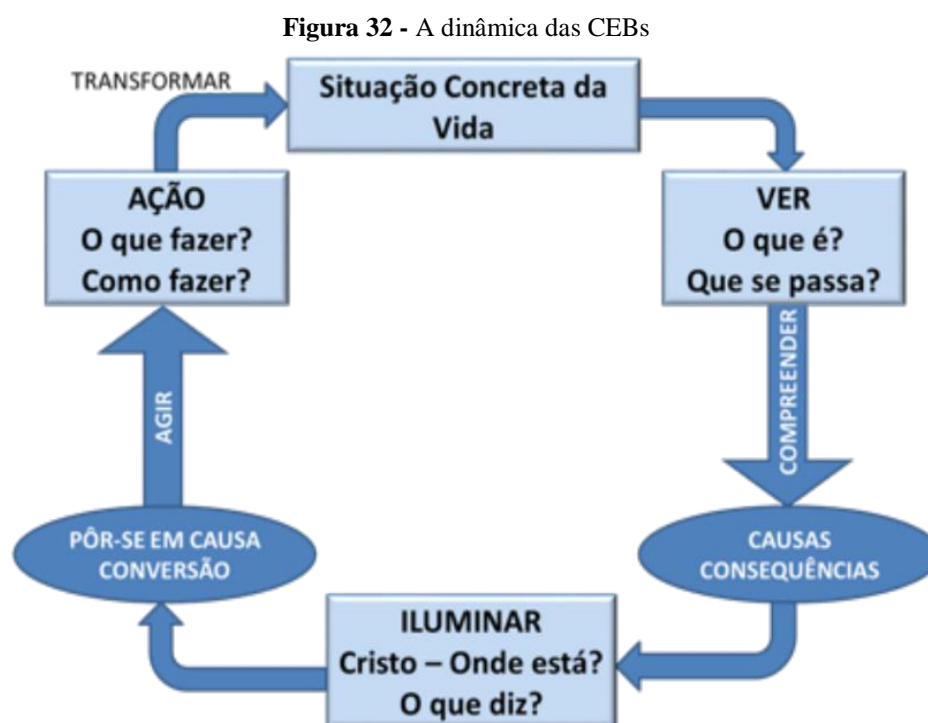 Figura 32 - A dinâmica das CEBs
TRANSFORMAR
Situação Concreta da
Vida
VER
O que é?
Que se passa?
COMPREENDER
CAUSAS
CONSEQUÊNCIAS
ILUMINAR
Cristo – Onde está?
O que diz?
PÔR-SE EM CAUSA
CONVERSÃO
AGIR
AÇÃO
O que fazer?
Como fazer?